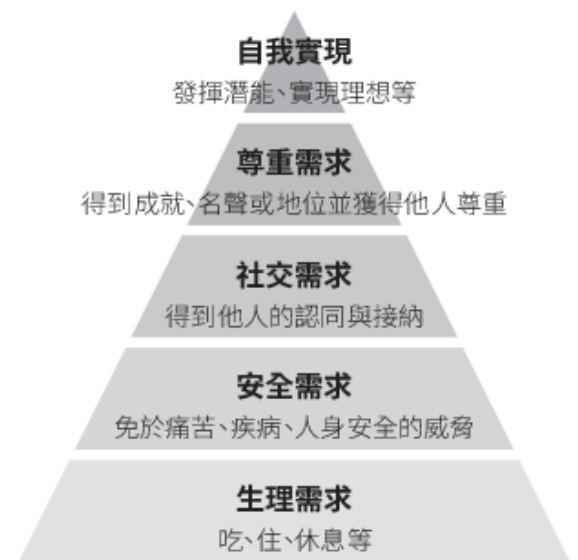 自我實現
發揮潛能、實現理想等
尊重需求
得到成就、名聲或地位並獲得他人尊重
社交需求
得到他人的認同與接納
安全需求
免於痛苦、疾病、人身安全的威脅
生理需求
吃、住、休息等